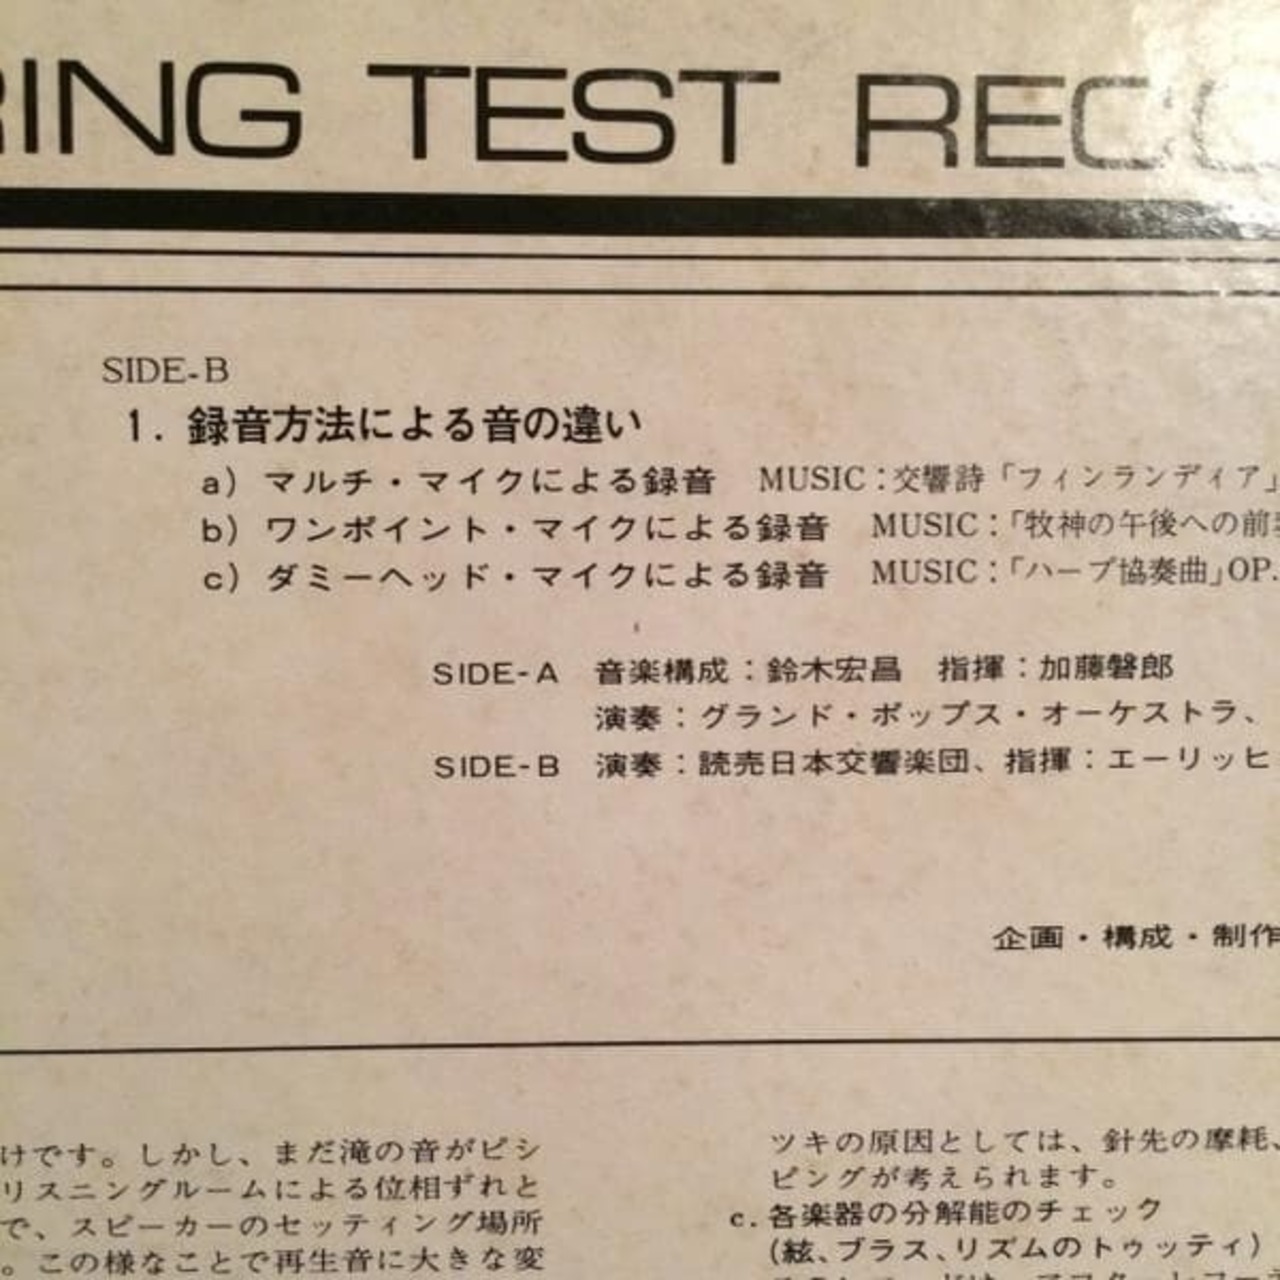 RING TEST RECO
SIDE-B
1. 録音方法による音の違い
a) マルチ・マイクによる録音 MUSIC：交響詩「フィンランディア」
b) ワンポイント・マイクによる録音 MUSIC：「牧神の午後への前奏
c) ダミーヘッド・マイクによる録音 MUSIC：「ハープ協奏曲」OP.
SIDE-A 音楽構成：鈴木宏昌 指揮：加藤磐郎
演奏：グランド・ポップス・オーケストラ、
SIDE-B 演奏：読売日本交響楽団、指揮：エーリッヒ
企画・構成・制作
けです。しかし、まだ滝の音がピシ
リスニングルームによる位相ずれと
で、スピーカーのセッティング場所
。この様なことで再生音に大きな変
ツキの原因としては、針先の摩耗、
ピングが考えられます。
c. 各楽器の分解能のチェック
(絃、ブラス、リズムのトゥッティ)